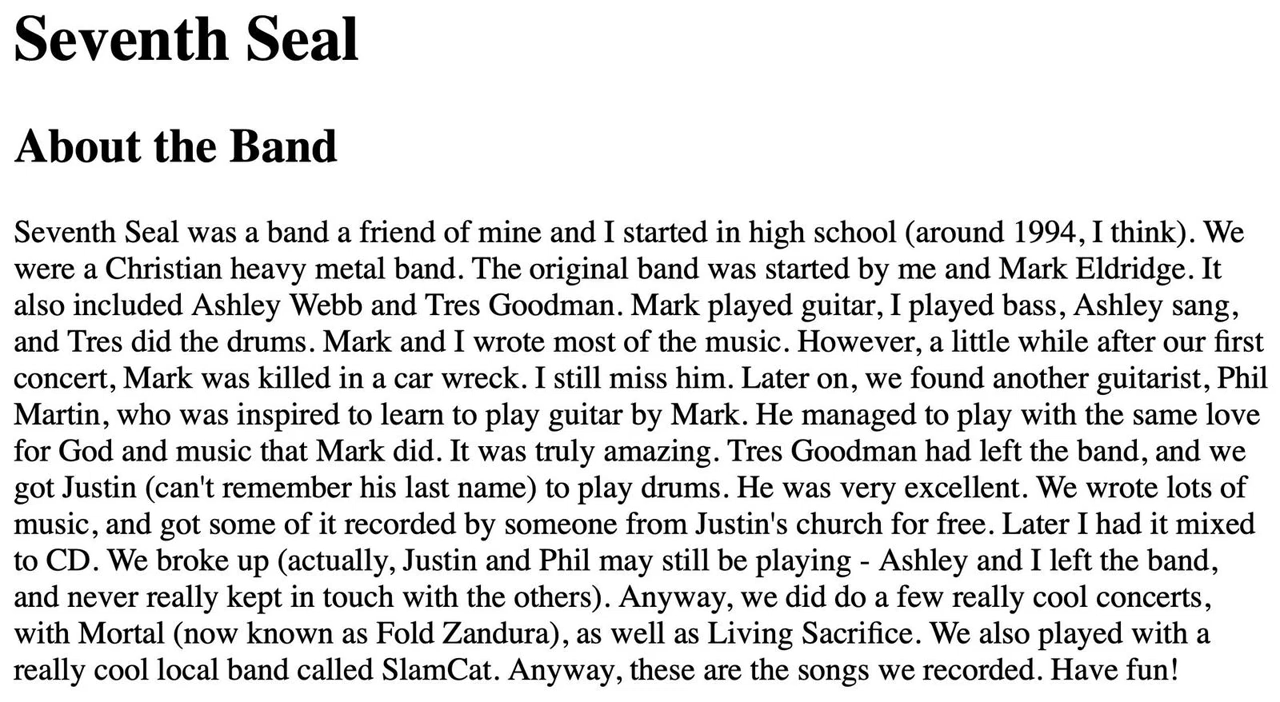 Seventh Seal
About the Band
Seventh Seal was a band a friend of mine and I started in high school (around 1994, I think). We
were a Christian heavy metal band. The original band was started by me and Mark Eldridge. It
also included Ashley Webb and Tres Goodman. Mark played guitar, I played bass, Ashley sang,
and Tres did the drums. Mark and I wrote most of the music. However, a little while after our first
concert, Mark was killed in a car wreck. I still miss him. Later on, we found another guitarist, Phil
Martin, who was inspired to learn to play guitar by Mark. He managed to play with the same love
for God and music that Mark did. It was truly amazing. Tres Goodman had left the band, and we
got Justin (can't remember his last name) to play drums. He was very excellent. We wrote lots of
music, and got some of it recorded by someone from Justin's church for free. Later I had it mixed
to CD. We broke up (actually, Justin and Phil may still be playing - Ashley and I left the band,
and never really kept in touch with the others). Anyway, we did do a few really cool concerts,
with Mortal (now known as Fold Zandura), as well as Living Sacrifice. We also played with a
really cool local band called SlamCat. Anyway, these are the songs we recorded. Have fun!